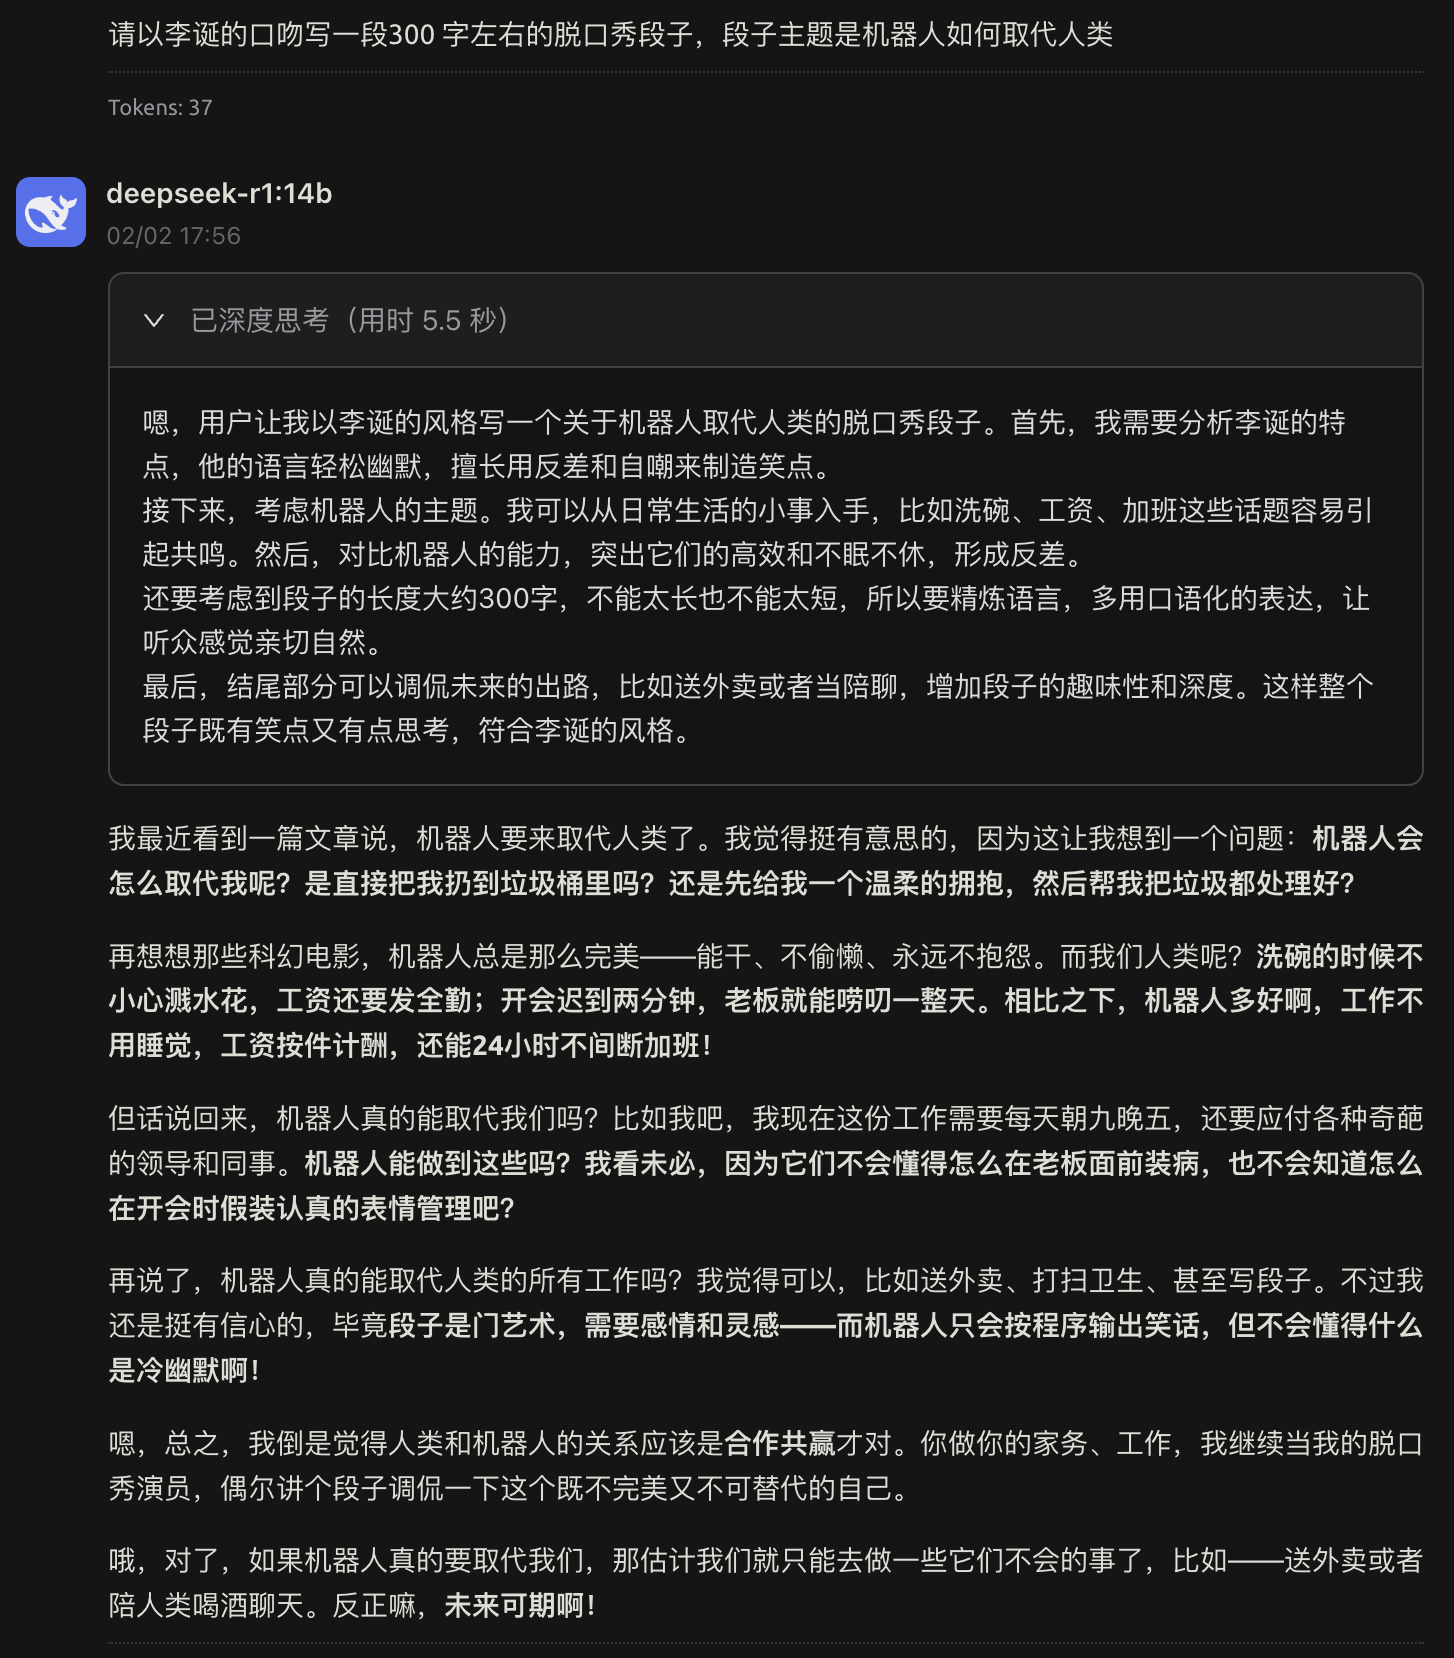 请以李诞的口吻写一段300 字左右的脱口秀段子，段子主题是机器人如何取代人类
Tokens: 37
deepseek-r1:14b
02/02 17:56
已深度思考（用时 5.5 秒）
嗯，用户让我以李诞的风格写一个关于机器人取代人类的脱口秀段子。首先，我需要分析李诞的特
点，他的语言轻松幽默，擅长用反差和自嘲来制造笑点。
接下来，考虑机器人的主题。我可以从日常生活的小事入手，比如洗碗、工资、加班这些话题容易引
起共鸣。然后，对比机器人的能力，突出它们的高效和不眠不休，形成反差。
还要考虑到段子的长度大约300字，不能太长也不能太短，所以要精炼语言，多用口语化的表达，让
听众感觉亲切自然。
最后，结尾部分可以调侃未来的出路，比如送外卖或者当陪聊，增加段子的趣味性和深度。这样整个
段子既有笑点又有点思考，符合李诞的风格。
我最近看到一篇文章说，机器人要来取代人类了。我觉得挺有意思的，因为这让我想到一个问题：机器人会
怎么取代我呢？是直接把我扔到垃圾桶里吗？还是先给我一个温柔的拥抱，然后帮我把垃圾都处理好？
再想想那些科幻电影，机器人总是那么完美——能干、不偷懒、永远不抱怨。而我们人类呢？洗碗的时候不
小心溅水花，工资还要发全勤；开会迟到两分钟，老板就能唠叨一整天。相比之下，机器人多好啊，工作不
用睡觉，工资按件计酬，还能24小时不间断加班！
但话说回来，机器人真的能取代我们吗？比如我吧，我现在这份工作需要每天朝九晚五，还要应付各种奇葩
的领导和同事。机器人能做到这些吗？我看未必，因为它们不会懂得怎么在老板面前装病，也不会知道怎么
在开会时假装认真的表情管理吧？
再说了，机器人真的能取代人类的所有工作吗？我觉得可以，比如送外卖、打扫卫生、甚至写段子。不过我
还是挺有信心的，毕竟段子是门艺术，需要感情和灵感——而机器人只会按程序输出笑话，但不会懂得什么
是冷幽默啊！
嗯，总之，我倒是觉得人类和机器人的关系应该是合作共赢才对。你做你的家务、工作，我继续当我的脱口
秀演员，偶尔讲个段子调侃一下这个既不完美又不可替代的自己。
哦，对了，如果机器人真的要取代我们，那估计我们就只能去做一些它们不会的事了，比如——送外卖或者
陪人类喝酒聊天。反正嘛，未来可期啊！